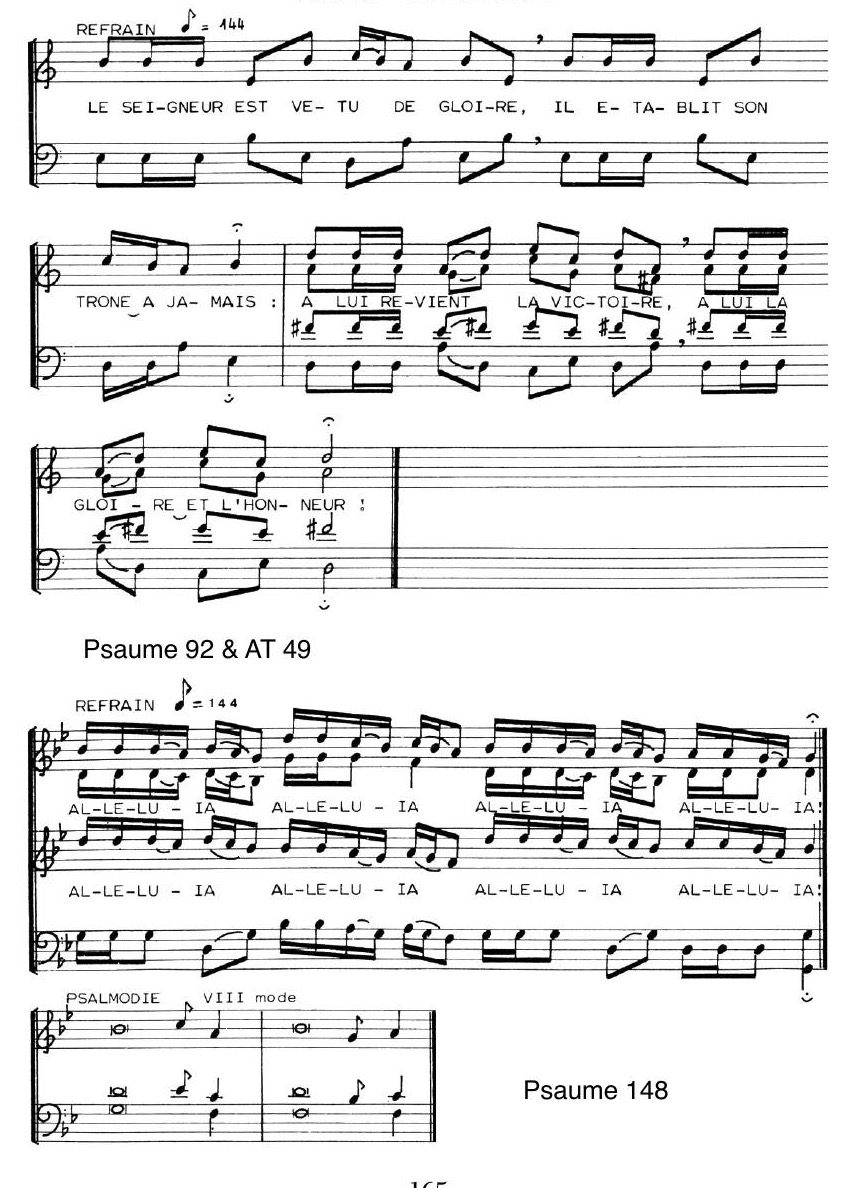 REFRAIN ♪ = 144
LE SEI-GNEUR EST VE- TU DE GLOI-RE, IL E- TA- BLIT SON
TRONE A JA- MAIS : A LUI RE-VIENT LA VIC-TOI-RE, A LUI LA
GLOI - RE ET L'HON- NEUR !
Psaume 92 & AT 49
REFRAIN ♪ = 144
AL-LE-LU - IA AL-LE-LU - IA AL-LE-LU - IA AL-LE-LU- IA!
AL-LE-LU - IA AL-LE-LU - IA AL-LE-LU - IA AL-LE-LU- IA!
PSALMODIE VIII mode
Psaume 148
165